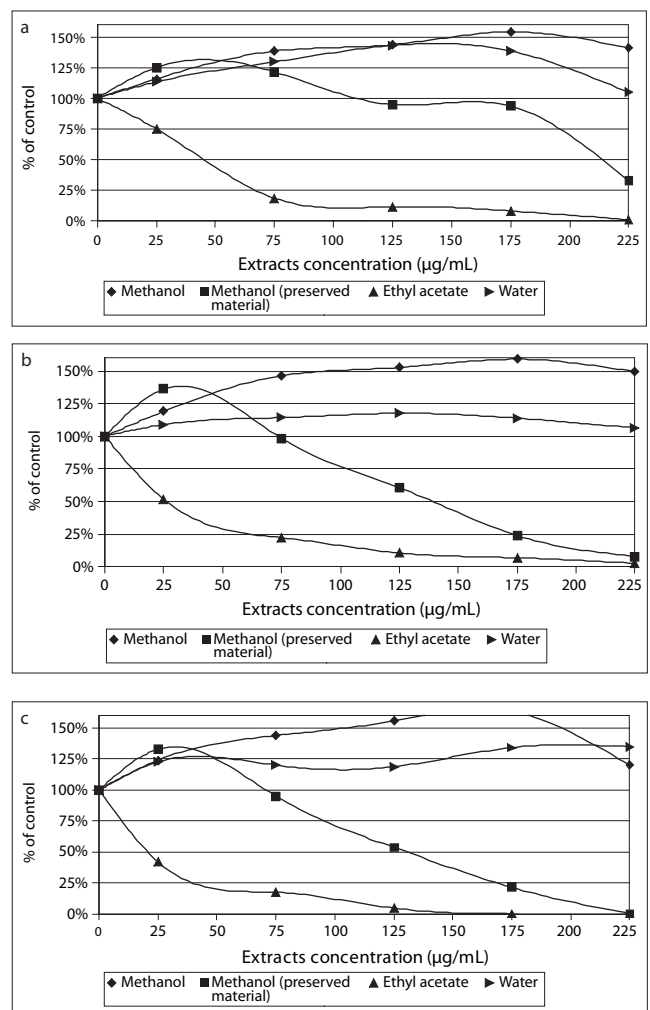 a
150%
125%
100%
75%
50%
25%
0%
% of control
0 25 50 75 100 125 150 175 200 225
Extracts concentration (µg/mL)
Methanol Methanol (preserved material) Ethyl acetate Water
b
150%
125%
100%
75%
50%
25%
0%
% of control
0 25 50 75 100 125 150 175 200 225
Extracts concentration (µg/mL)
Methanol Methanol (preserved material) Ethyl acetate Water
c
150%
125%
100%
75%
50%
25%
0%
% of control
0 25 50 75 100 125 150 175 200 225
Extracts concentration (µg/mL)
Methanol Methanol (preserved material) Ethyl acetate Water